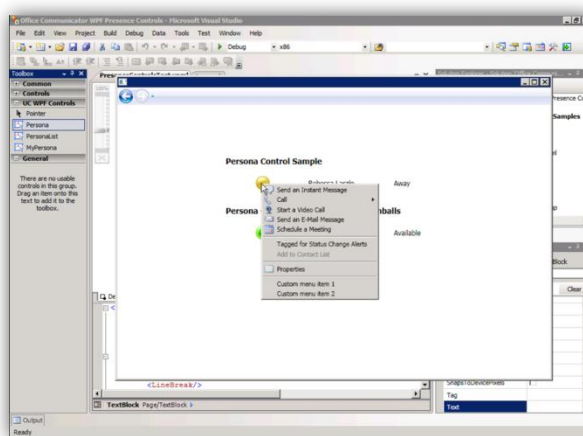 Office Communicator WPF Presence Controls - Microsoft Visual Studio
File Edit View Project Build Debug Data Tools Test Window Help
Debug x86
Toolbox
Common
Controls
UC WPF Controls
Pointer
Persona
PersonaList
MyPersona
General
There are no usable
controls in this group.
Drag an item onto this
text to add it to the
toolbox.
Persona Control Sample
Away
Send an Instant Message
Call
Start a Video Call
Send an E-Mail Message
Schedule a Meeting
Tagged for Status Change Alerts
Add to Contact List
Properties
Custom menu item 1
Custom menu item 2
Persona
Available
Samples
Clear
<LineBreak/>
TextBlock Page/TextBlock
SnapsToDevicePixels
Tag
Text
Output
Ready